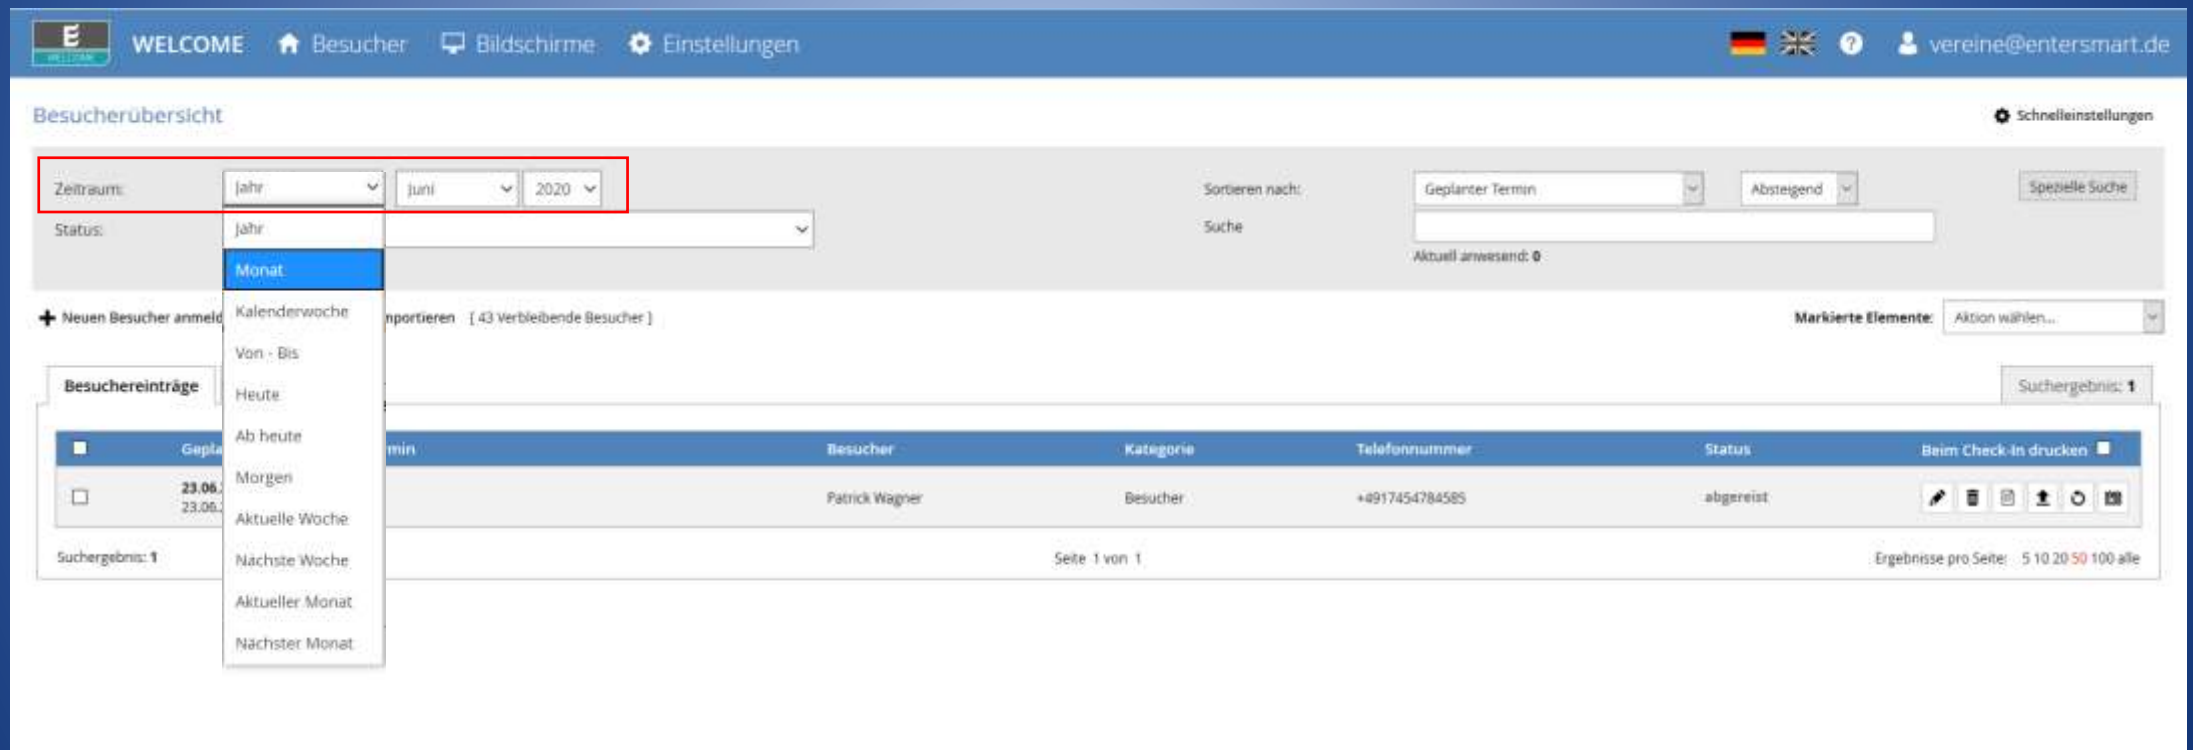 E WELCOME Besucher Bildschirme Einstellungen ? vereine@entersmart.de
WELCOME
Besucherübersicht Schnelleinstellungen
Zeitraum: Jahr Juni 2020 Sortieren nach: Geplanter Termin Absteigend Spezielle Suche
Status: Suche
Aktuell anwesend: 0
Jahr
Monat
Kalenderwoche
Von - Bis
Heute
Ab heute
Morgen
Aktuelle Woche
Nächste Woche
Aktueller Monat
Nächster Monat
Neuen Besucher anmeld mportieren [ 43 Verbleibende Besucher ] Markierte Elemente: Aktion wählen...
Besuchereinträge Suchergebnis: 1
Gepla min Besucher Kategorie Telefonnummer Status Beim Check-In drucken
23.06. Patrick Wagner Besucher +4917454784585 abgereist
23.06.
Suchergebnis: 1 Seite 1 von 1 Ergebnisse pro Seite: 5 10 20 50 100 alle